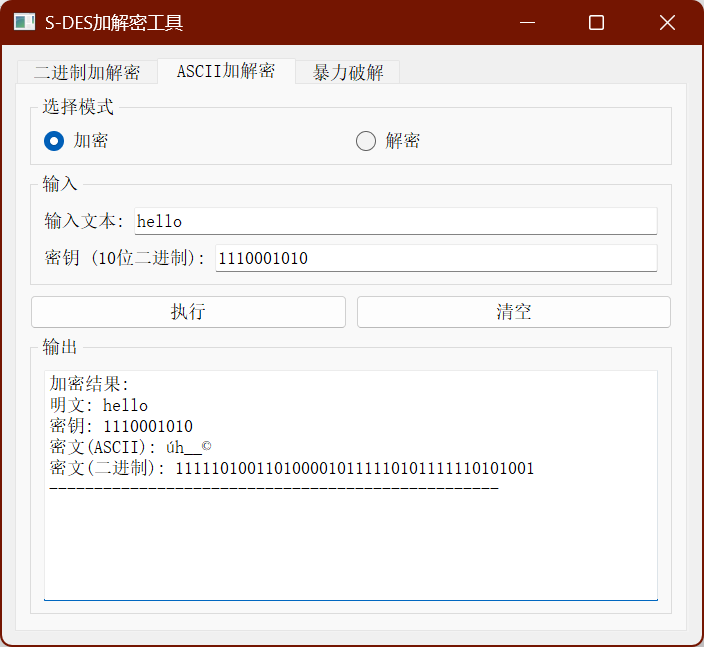 S-DES加解密工具
二进制加解密 ASCII加解密 暴力破解
选择模式
加密 解密
输入
输入文本: hello
密钥 (10位二进制): 1110001010
执行 清空
输出
加密结果:
明文: hello
密钥: 1110001010
密文(ASCII): úh__©
密文(二进制): 1111101001101000010111110101111110101001
--------------------------------------------------